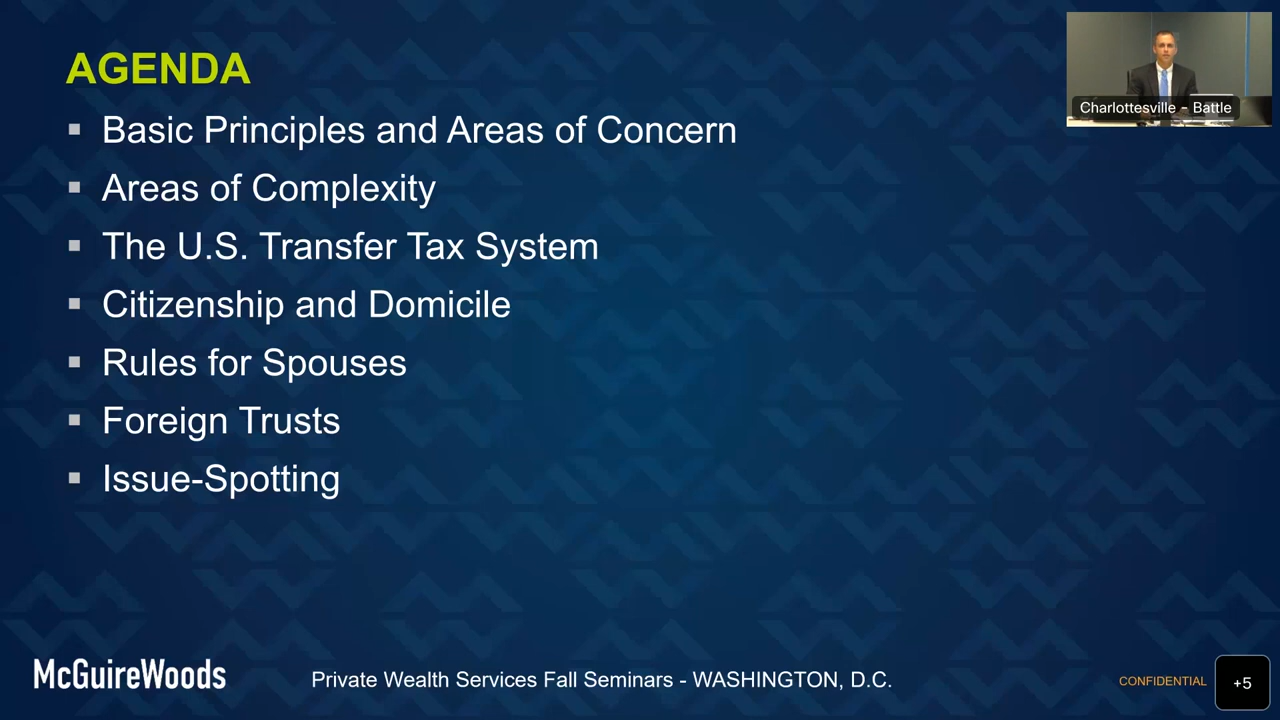 AGENDA
Basic Principles and Areas of Concern
Areas of Complexity
The U.S. Transfer Tax System
Citizenship and Domicile
Rules for Spouses
Foreign Trusts
Issue-Spotting
Charlottesville - Battle
McGuireWoods
Private Wealth Services Fall Seminars - WASHINGTON, D.C.
CONFIDENTIAL
+5